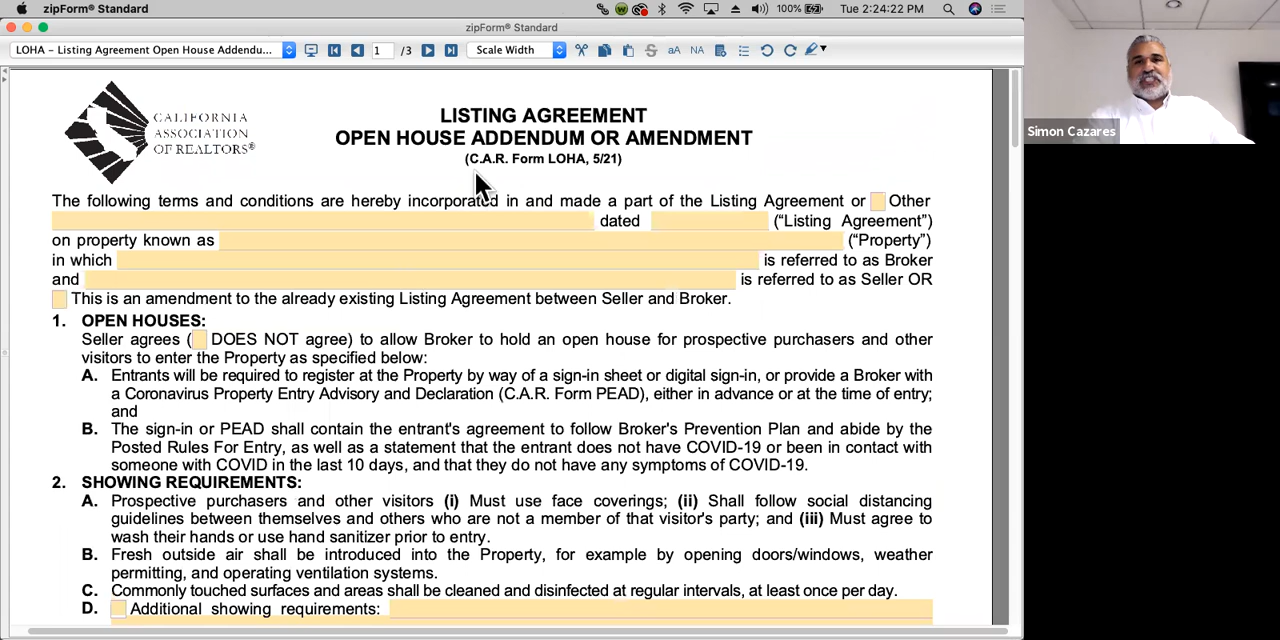 zipForm® Standard
100%
Tue 2:24:22 PM
zipForm® Standard
LOHA – Listing Agreement Open House Addendu...
1
/3
Scale Width
aA
NA
CALIFORNIA
ASSOCIATION
OF REALTORS®
LISTING AGREEMENT
OPEN HOUSE ADDENDUM OR AMENDMENT
(C.A.R. Form LOHA, 5/21)
The following terms and conditions are hereby incorporated in and made a part of the Listing Agreement or Other
dated ("Listing Agreement")
on property known as ("Property")
in which is referred to as Broker
and is referred to as Seller OR
This is an amendment to the already existing Listing Agreement between Seller and Broker.
1. OPEN HOUSES:
Seller agrees ( DOES NOT agree) to allow Broker to hold an open house for prospective purchasers and other
visitors to enter the Property as specified below:
A. Entrants will be required to register at the Property by way of a sign-in sheet or digital sign-in, or provide a Broker with
a Coronavirus Property Entry Advisory and Declaration (C.A.R. Form PEAD), either in advance or at the time of entry;
and
B. The sign-in or PEAD shall contain the entrant's agreement to follow Broker's Prevention Plan and abide by the
Posted Rules For Entry, as well as a statement that the entrant does not have COVID-19 or been in contact with
someone with COVID in the last 10 days, and that they do not have any symptoms of COVID-19.
2. SHOWING REQUIREMENTS:
A. Prospective purchasers and other visitors (i) Must use face coverings; (ii) Shall follow social distancing
guidelines between themselves and others who are not a member of that visitor's party; and (iii) Must agree to
wash their hands or use hand sanitizer prior to entry.
B. Fresh outside air shall be introduced into the Property, for example by opening doors/windows, weather
permitting, and operating ventilation systems.
C. Commonly touched surfaces and areas shall be cleaned and disinfected at regular intervals, at least once per day.
D. Additional showing requirements:
Simon Cazares